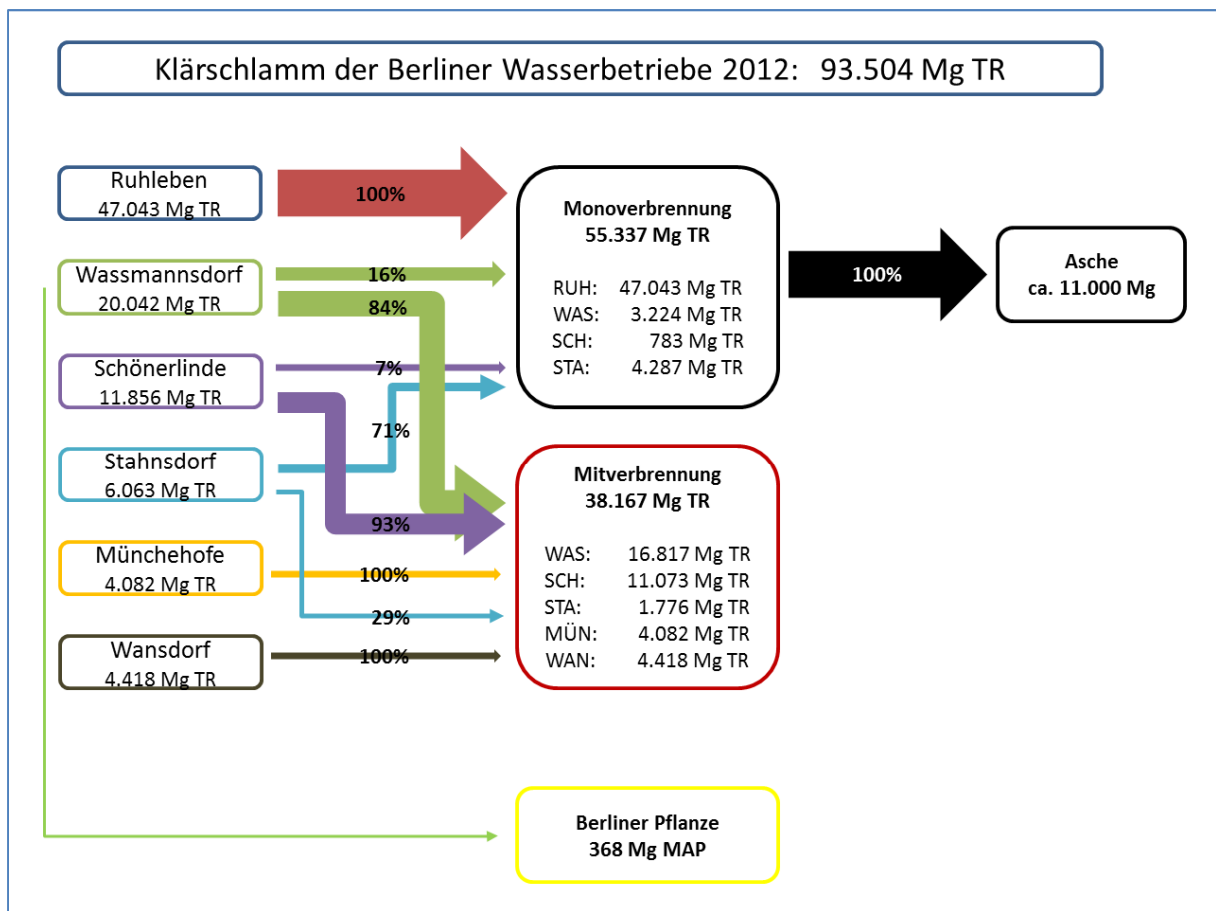 Klärschlamm der Berliner Wasserbetriebe 2012: 93.504 Mg TR
Ruhleben
47.043 Mg TR
100%
Wassmannsdorf
20.042 Mg TR
16%
84%
Schönerlinde
11.856 Mg TR
7%
93%
Stahnsdorf
6.063 Mg TR
71%
29%
Münchehofe
4.082 Mg TR
100%
Wansdorf
4.418 Mg TR
100%
Monoverbrennung
55.337 Mg TR
RUH: 47.043 Mg TR
WAS: 3.224 Mg TR
SCH: 783 Mg TR
STA: 4.287 Mg TR
100%
Asche
ca. 11.000 Mg
Mitverbrennung
38.167 Mg TR
WAS: 16.817 Mg TR
SCH: 11.073 Mg TR
STA: 1.776 Mg TR
MÜN: 4.082 Mg TR
WAN: 4.418 Mg TR
Berliner Pflanze
368 Mg MAP